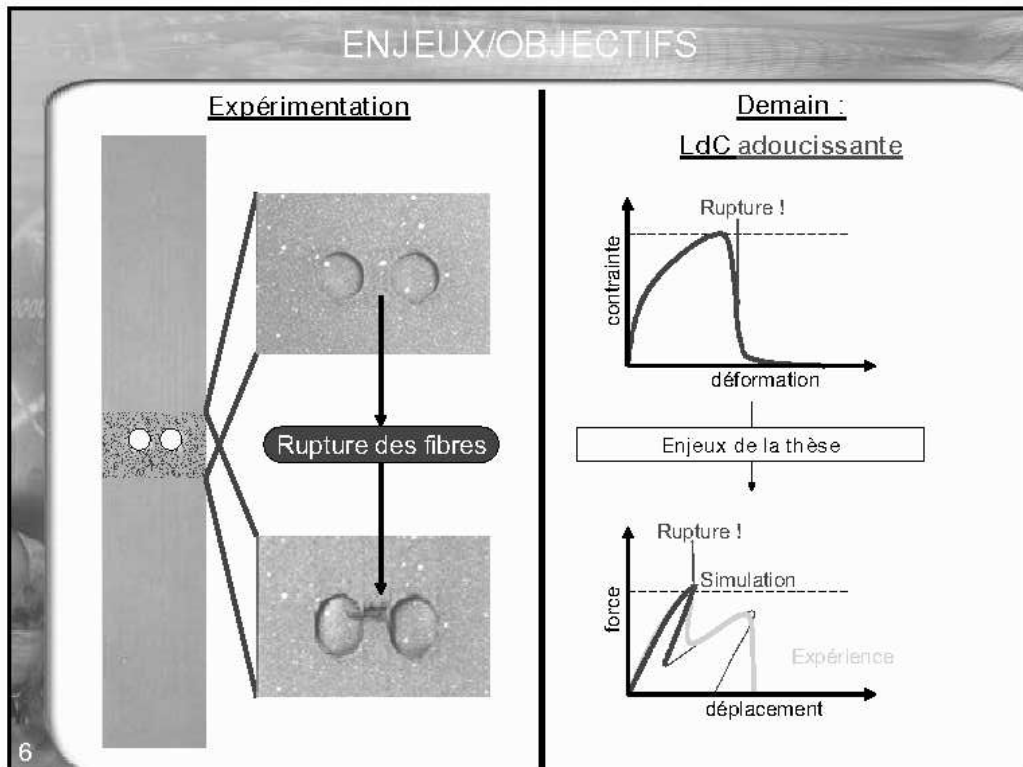 ENJEUX/OBJECTIFS
Expérimentation
Rupture des fibres
Demain :
LdC adoucissante
Rupture !
contrainte
déformation
Enjeux de la thèse
Rupture !
Simulation
force
Expérience
déplacement
6